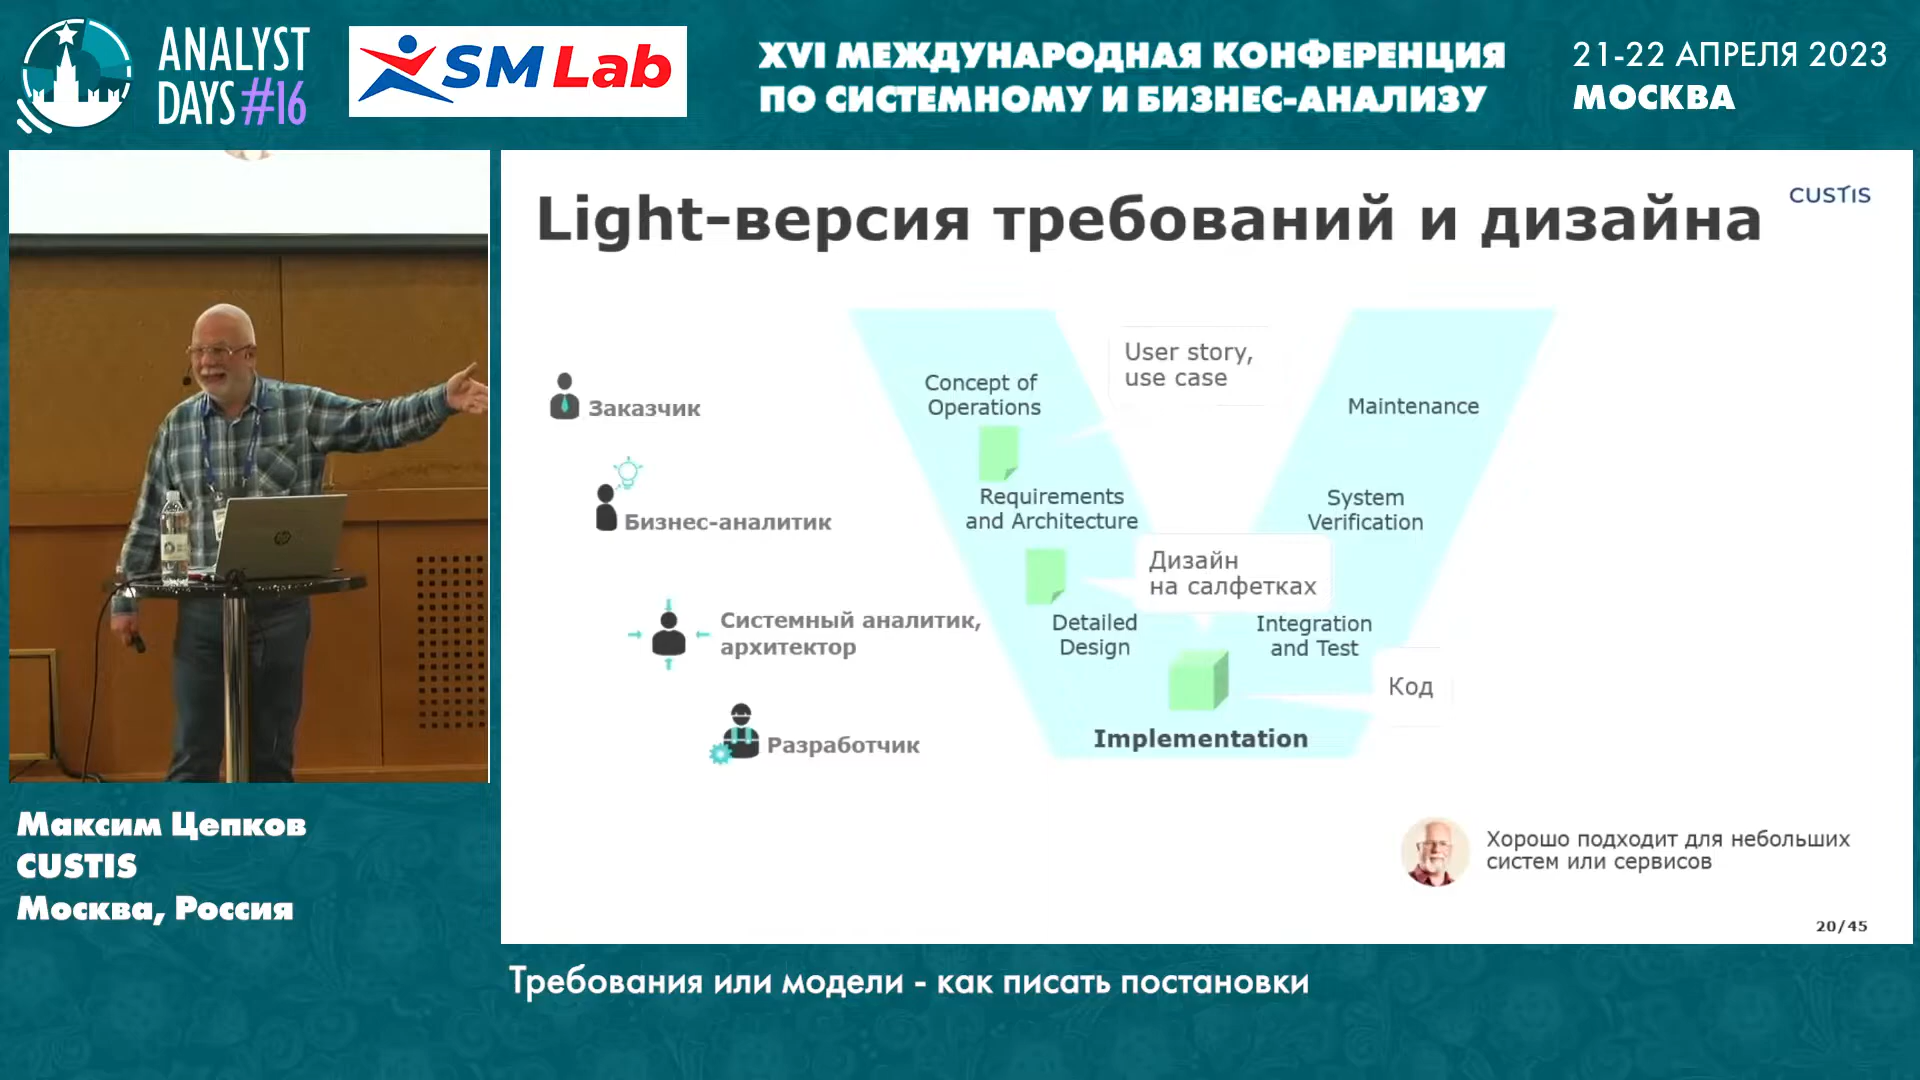 ANALYST
DAYS #16
SM Lab
XVI МЕЖДУНАРОДНАЯ КОНФЕРЕНЦИЯ
ПО СИСТЕМНОМУ И БИЗНЕС-АНАЛИЗУ
21-22 АПРЕЛЯ 2023
МОСКВА
Light-версия требований и дизайна
CUSTIS
User story,
use case
Concept of
Operations
Maintenance
Заказчик
Requirements
and Architecture
System
Verification
Бизнес-аналитик
Дизайн
на салфетках
Системный аналитик,
архитектор
Detailed
Design
Integration
and Test
Код
Implementation
Разработчик
Хорошо подходит для небольших
систем или сервисов
20/45
Максим Цепков
CUSTIS
Москва, Россия
Требования или модели - как писать постановки
hp